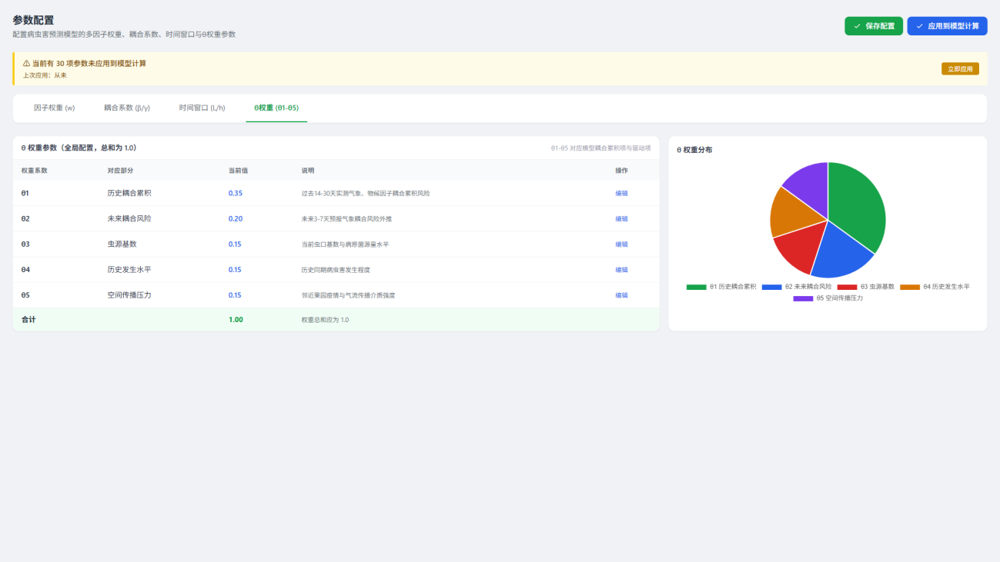 参数配置
配置病虫害预测模型的多因子权重、耦合系数、时间窗口与θ权重参数
保存配置
应用到模型计算
⚠ 当前有 30 项参数未应用到模型计算
上次应用：从未
立即应用
因子权重 (w) 耦合系数 (β/γ) 时间窗口 (L/h) θ权重 (θ1-θ5)
θ 权重参数（全局配置，总和为 1.0） θ1-θ5 对应模型耦合累积项与驱动项
权重系数 对应部分 当前值 说明 操作
θ1 历史耦合累积 0.35 过去14-30天实测气象、物候因子耦合累积风险 编辑
θ2 未来耦合风险 0.20 未来3-7天预报气象耦合风险外推 编辑
θ3 虫源基数 0.15 当前虫口基数与病原菌源量水平 编辑
θ4 历史发生水平 0.15 历史同期病虫害发生程度 编辑
θ5 空间传播压力 0.15 邻近果园疫情与气流传播介质强度 编辑
合计 1.00 权重总和应为 1.0
θ 权重分布
θ1 历史耦合累积 θ2 未来耦合风险 θ3 虫源基数 θ4 历史发生水平
θ5 空间传播压力